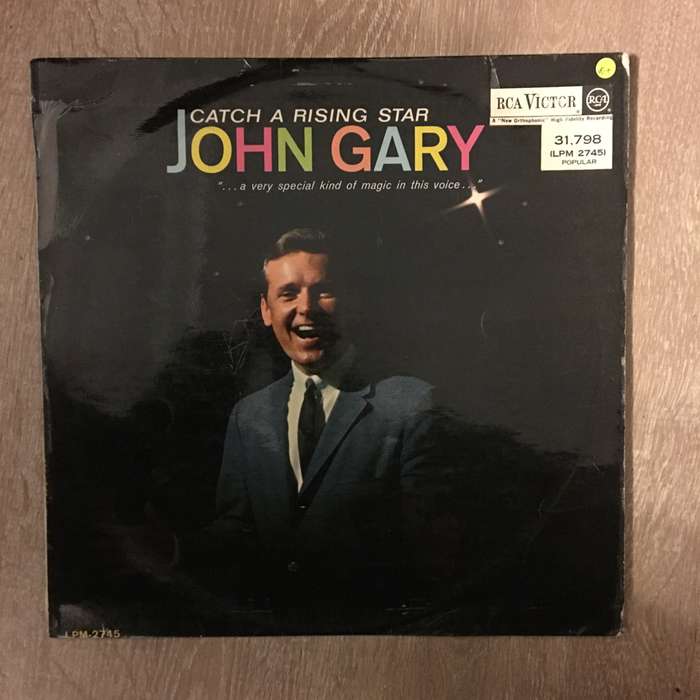 CATCH A RISING STAR
JOHN GARY
"...a very special kind of magic in this voice..."
RCA VICTOR
RCA
A "New Orthophonic" High Fidelity Recording
31,798
(LPM 2745)
POPULAR
E+
LPM-2745